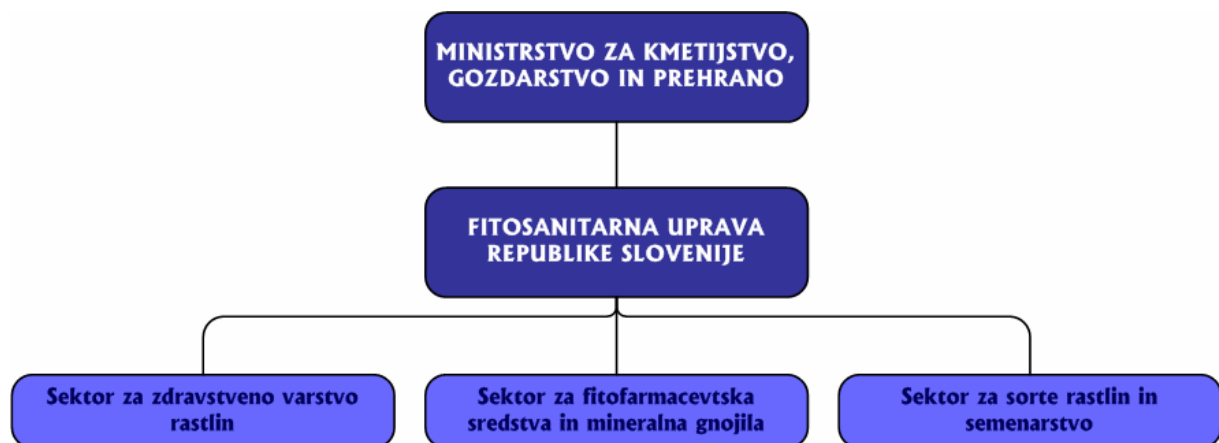 MINISTRSTVO ZA KMETIJSTVO,
GOZDARSTVO IN PREHRANO
FITOSANITARNA UPRAVA
REPUBLIKE SLOVENIJE
Sektor za zdravstveno varstvo
rastlin
Sektor za fitofarmacevtska
sredstva in mineralna gnojila
Sektor za sorte rastlin in
semenarstvo